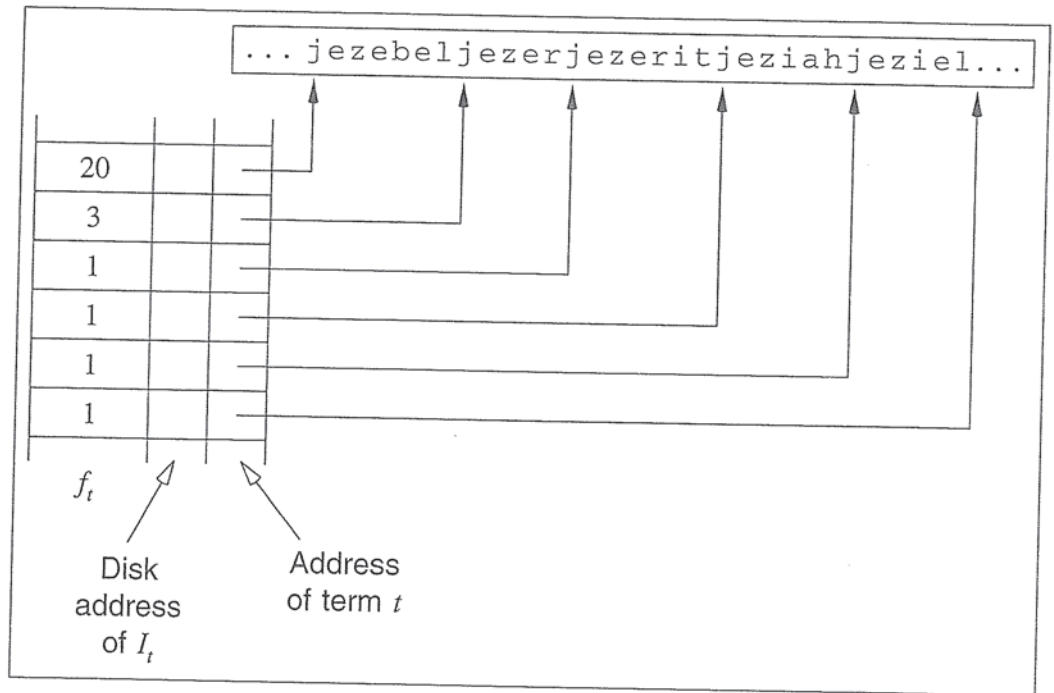 ...jezebeljezerjezeritjeziahjeziel...
20
3
1
1
1
1
f_t
Disk
address
of I_t
Address
of term t